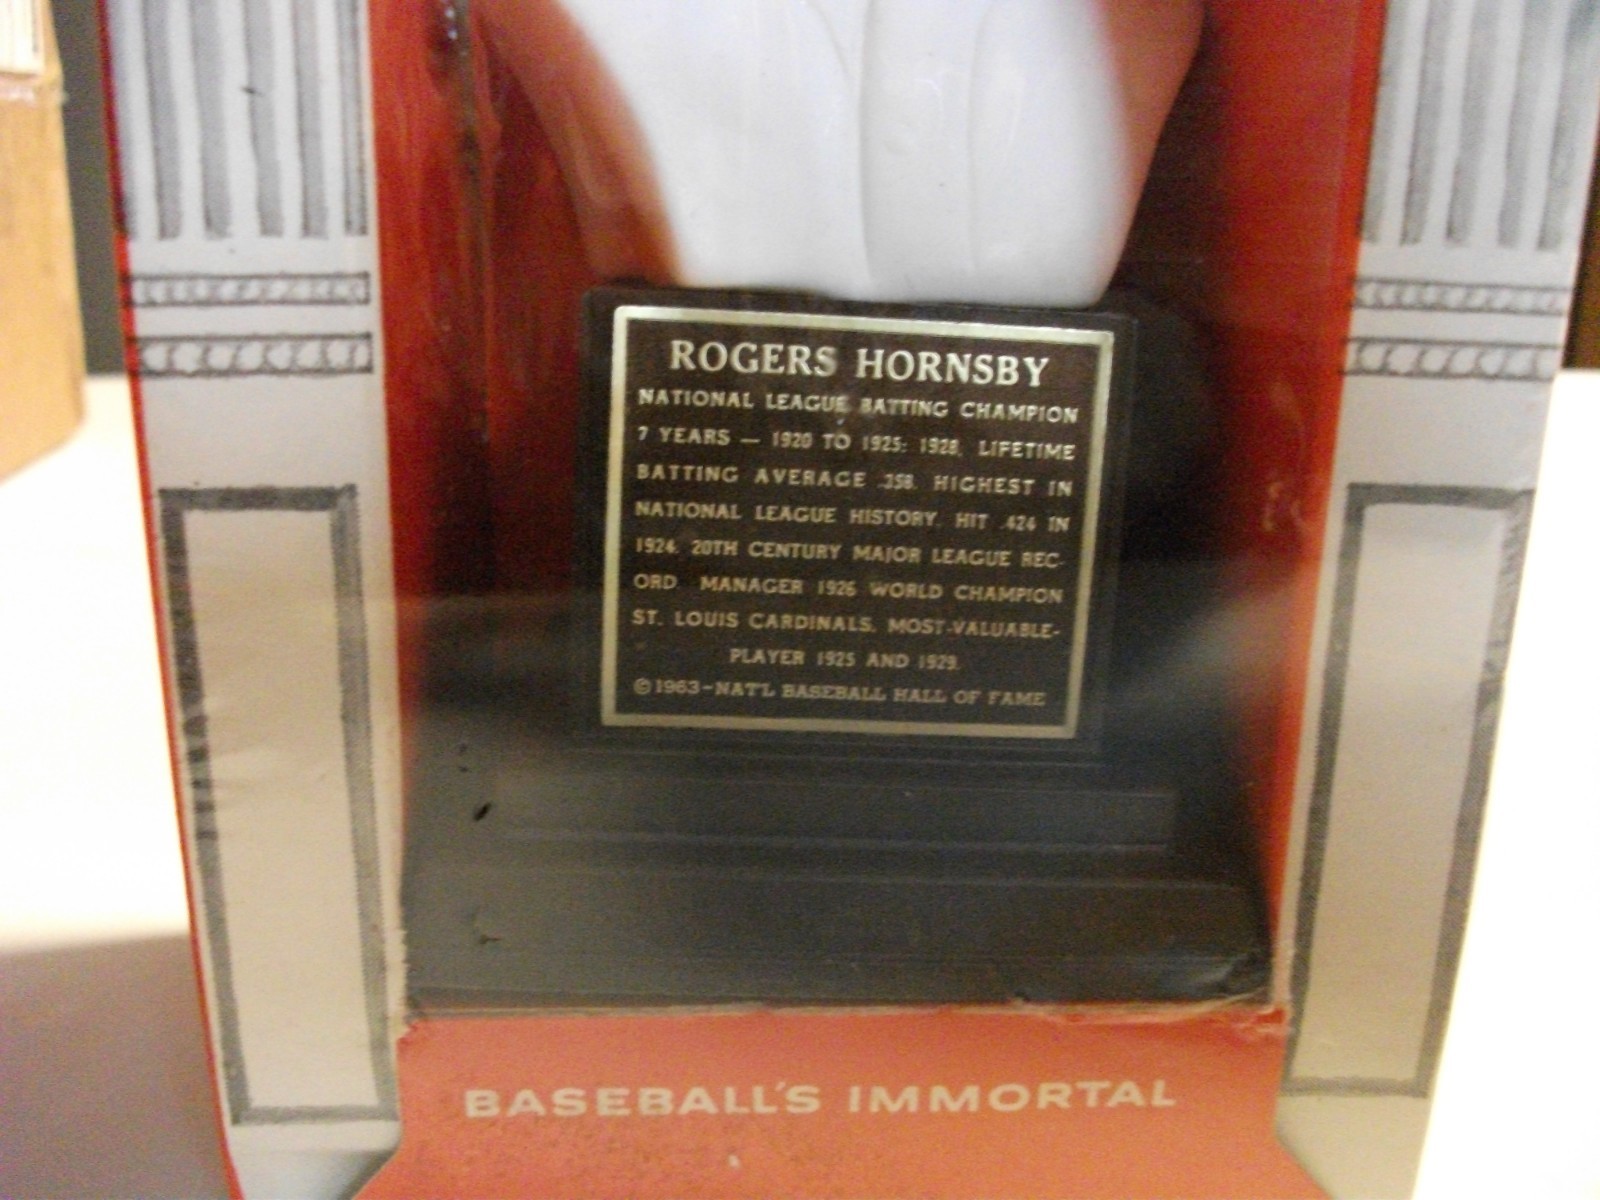 ROGERS HORNSBY
NATIONAL LEAGUE BATTING CHAMPION
7 YEARS — 1920 TO 1925; 1928. LIFETIME
BATTING AVERAGE .358. HIGHEST IN
NATIONAL LEAGUE HISTORY. HIT .424 IN
1924. 20TH CENTURY MAJOR LEAGUE REC-
ORD. MANAGER 1926 WORLD CHAMPION
ST. LOUIS CARDINALS. MOST-VALUABLE-
PLAYER 1925 AND 1929.
©1963-NAT'L BASEBALL HALL OF FAME
BASEBALL'S IMMORTAL